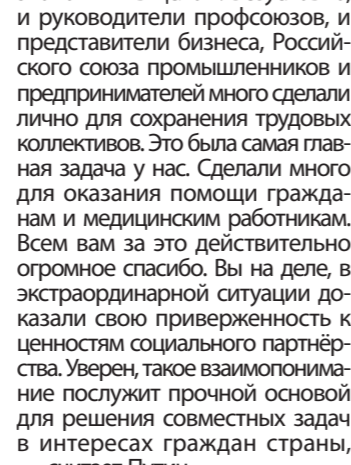 и руководители профсоюзов, и
представители бизнеса, Россий-
ского союза промышленников и
предпринимателей много сделали
лично для сохранения трудовых
коллективов. Это была самая глав-
ная задача у нас. Сделали много
для оказания помощи гражда-
нам и медицинским работникам.
Всем вам за это действительно
огромное спасибо. Вы на деле, в
экстраординарной ситуации до-
казали свою приверженность к
ценностям социального партнёр-
ства. Уверен, такое взаимопонима-
ние послужит прочной основой
для решения совместных задач
в интересах граждан страны,
считает Путин